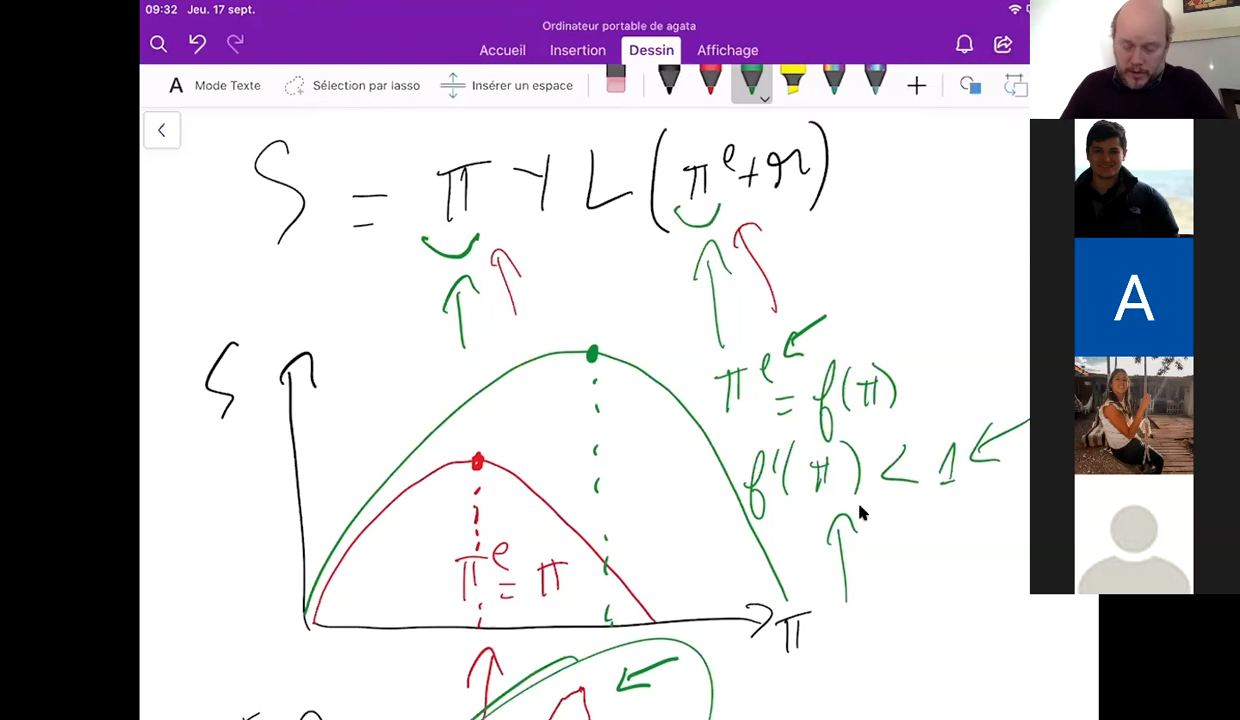 09:32 Jeu. 17 sept.
Ordinateur portable de agata
Accueil Insertion Dessin Affichage
A Mode Texte Sélection par lasso Insérer un espace
S = π Y L (π^e + r)
S
π^e = f(π)
f'(π) < 1
π^e = π
π
A